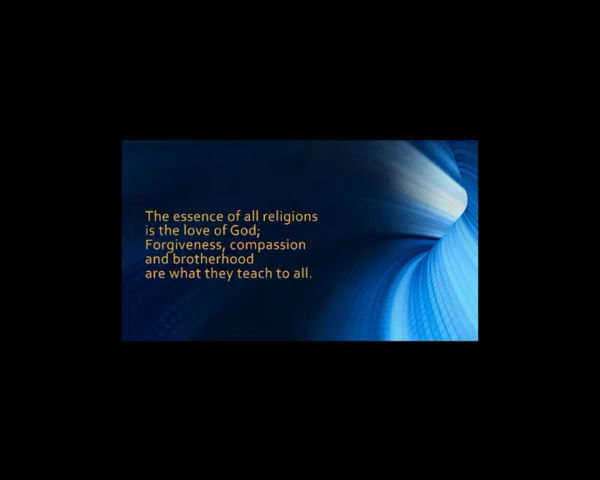 The essence of all religions
is the love of God;
Forgiveness, compassion
and brotherhood
are what they teach to all.